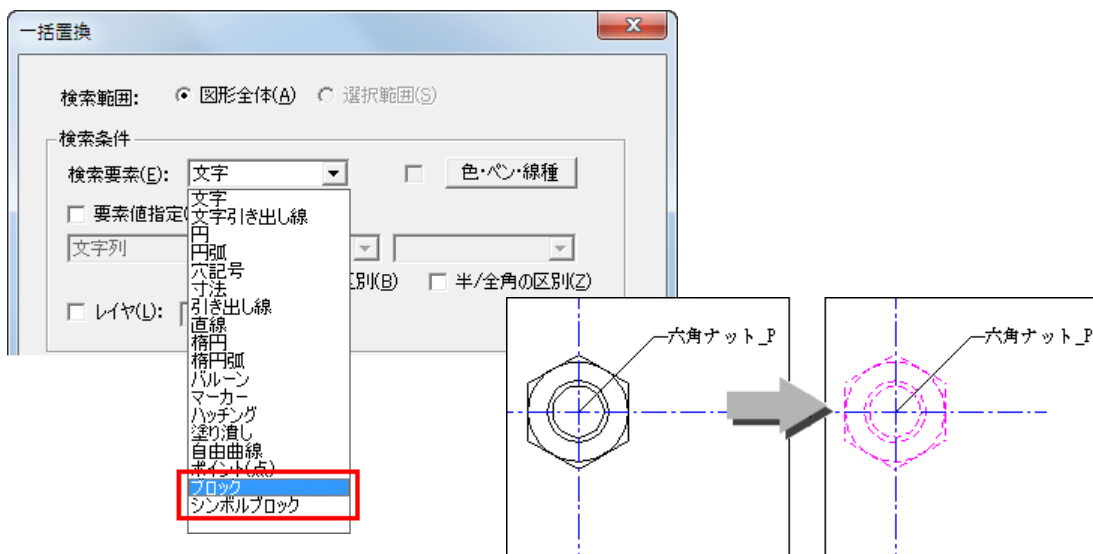 一括置換
検索範囲: 図形全体(A) 選択範囲(S)
検索条件
検索要素(E): 文字 色・ペン・線種
文字
要素値指定
文字引き出し線
円
文字列
円弧
穴記号
区別(B) 半/全角の区別(Z)
寸法
レイヤ(L): 引き出し線
直線
楕円
楕円弧
バルーン
マーカー
ハッチング
塗り潰し
自由曲線
ポイント(点)
ブロック
シンボルブロック
六角ナット_P
六角ナット_P